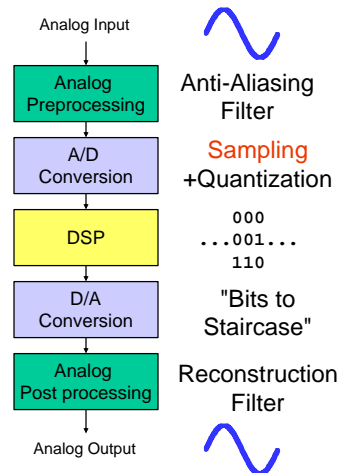 Analog Input
Analog
Preprocessing
Anti-Aliasing
Filter
A/D
Conversion
Sampling
+Quantization
DSP
000
...001...
110
D/A
Conversion
"Bits to
Staircase"
Analog
Post processing
Reconstruction
Filter
Analog Output